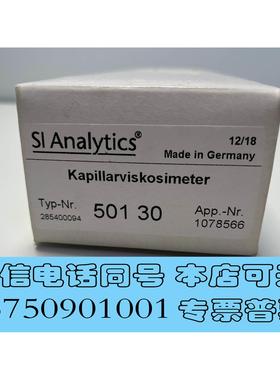 SI Analytics®
12/18
Made in Germany
Kapillarviskosimeter
Typ-Nr. 501 30 App.-Nr.
285400094 1078566
信电话同号 本店可
3750901001 专票普